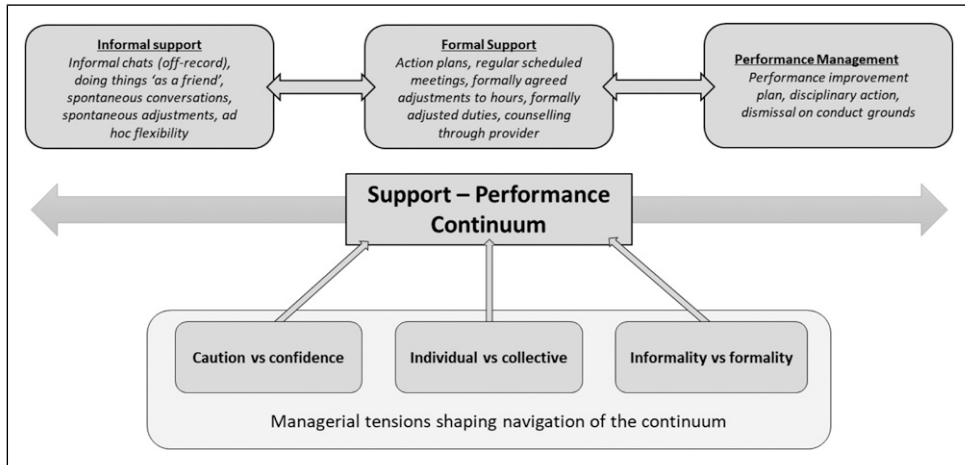 Informal support
Informal chats (off-record),
doing things ‘as a friend’,
spontaneous conversations,
spontaneous adjustments, ad
hoc flexibility
Formal Support
Action plans, regular scheduled
meetings, formally agreed
adjustments to hours, formally
adjusted duties, counselling
through provider
Performance Management
Performance improvement
plan, disciplinary action,
dismissal on conduct grounds
Support – Performance
Continuum
Caution vs confidence
Individual vs collective
Informality vs formality
Managerial tensions shaping navigation of the continuum